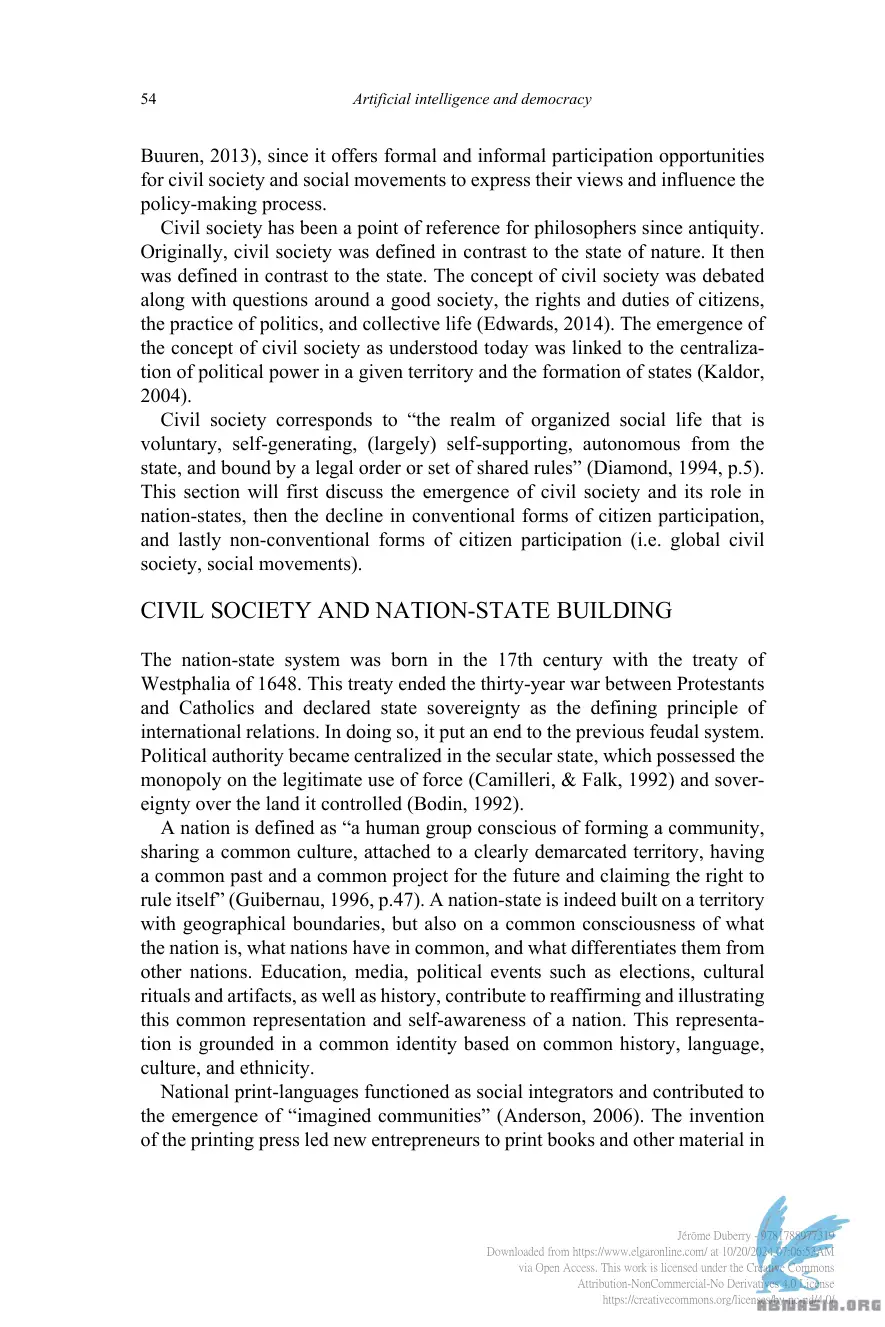 54
Artificial intelligence and democracy
Buuren, 2013), since it offers formal and informal participation opportunities
for civil society and social movements to express their views and influence the
policy-making process.
Civil society has been a point of reference for philosophers since antiquity.
Originally, civil society was defined in contrast to the state of nature. It then
was defined in contrast to the state. The concept of civil society was debated
along with questions around a good society, the rights and duties of citizens,
the practice of politics, and collective life (Edwards, 2014). The emergence of
the concept of civil society as understood today was linked to the centraliza-
tion of political power in a given territory and the formation of states (Kaldor,
2004).
Civil society corresponds to “the realm of organized social life that is
voluntary, self-generating, (largely) self-supporting, autonomous from the
state, and bound by a legal order or set of shared rules” (Diamond, 1994, p.5).
This section will first discuss the emergence of civil society and its role in
nation-states, then the decline in conventional forms of citizen participation,
and lastly non-conventional forms of citizen participation (i.e. global civil
society, social movements).
CIVIL SOCIETY AND NATION-STATE BUILDING
The nation-state system was born in the 17th century with the treaty of
Westphalia of 1648. This treaty ended the thirty-year war between Protestants
and Catholics and declared state sovereignty as the defining principle of
international relations. In doing so, it put an end to the previous feudal system.
Political authority became centralized in the secular state, which possessed the
monopoly on the legitimate use of force (Camilleri, & Falk, 1992) and sover-
eignty over the land it controlled (Bodin, 1992).
A nation is defined as “a human group conscious of forming a community,
sharing a common culture, attached to a clearly demarcated territory, having
a common past and a common project for the future and claiming the right to
rule itself” (Guibernau, 1996, p.47). A nation-state is indeed built on a territory
with geographical boundaries, but also on a common consciousness of what
the nation is, what nations have in common, and what differentiates them from
other nations. Education, media, political events such as elections, cultural
rituals and artifacts, as well as history, contribute to reaffirming and illustrating
this common representation and self-awareness of a nation. This representa-
tion is grounded in a common identity based on common history, language,
culture, and ethnicity.
National print-languages functioned as social integrators and contributed to
the emergence of “imagined communities” (Anderson, 2006). The invention
of the printing press led new entrepreneurs to print books and other material in
Jérôme Duberry - 9781788977319
Downloaded from https://www.elgaronline.com/ at 10/20/2024 07:06:52AM
via Open Access. This work is licensed under the Creative Commons
Attribution-NonCommercial-No Derivatives 4.0 License
https://creativecommons.org/licenses/by-nc-nd/4.0/
ABTNASIA.ORG